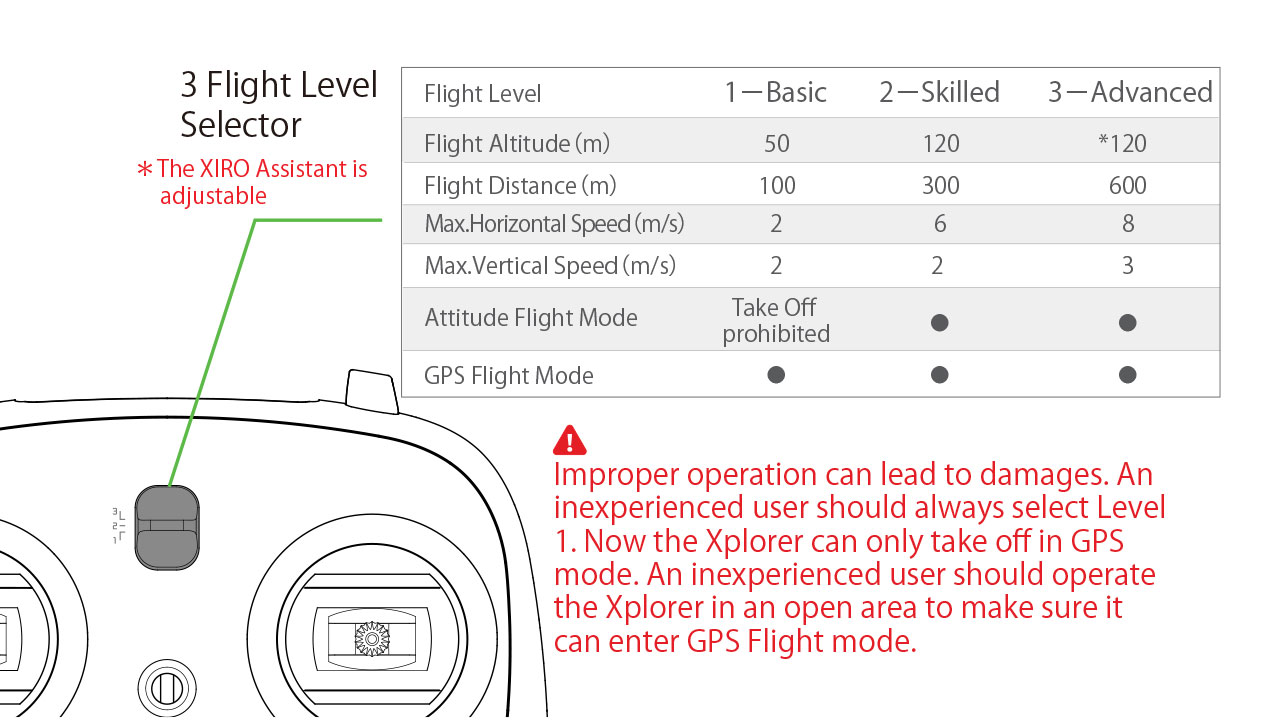 3 Flight Level
Selector
*The XIRO Assistant is
adjustable
Flight Level 1—Basic 2—Skilled 3—Advanced
Flight Altitude(m) 50 120 *120
Flight Distance(m) 100 300 600
Max.Horizontal Speed(m/s) 2 6 8
Max.Vertical Speed(m/s) 2 2 3
Attitude Flight Mode Take Off prohibited ● ●
GPS Flight Mode ● ● ●
3
2
1
Improper operation can lead to damages. An
inexperienced user should always select Level
1. Now the Xplorer can only take off in GPS
mode. An inexperienced user should operate
the Xplorer in an open area to make sure it
can enter GPS Flight mode.